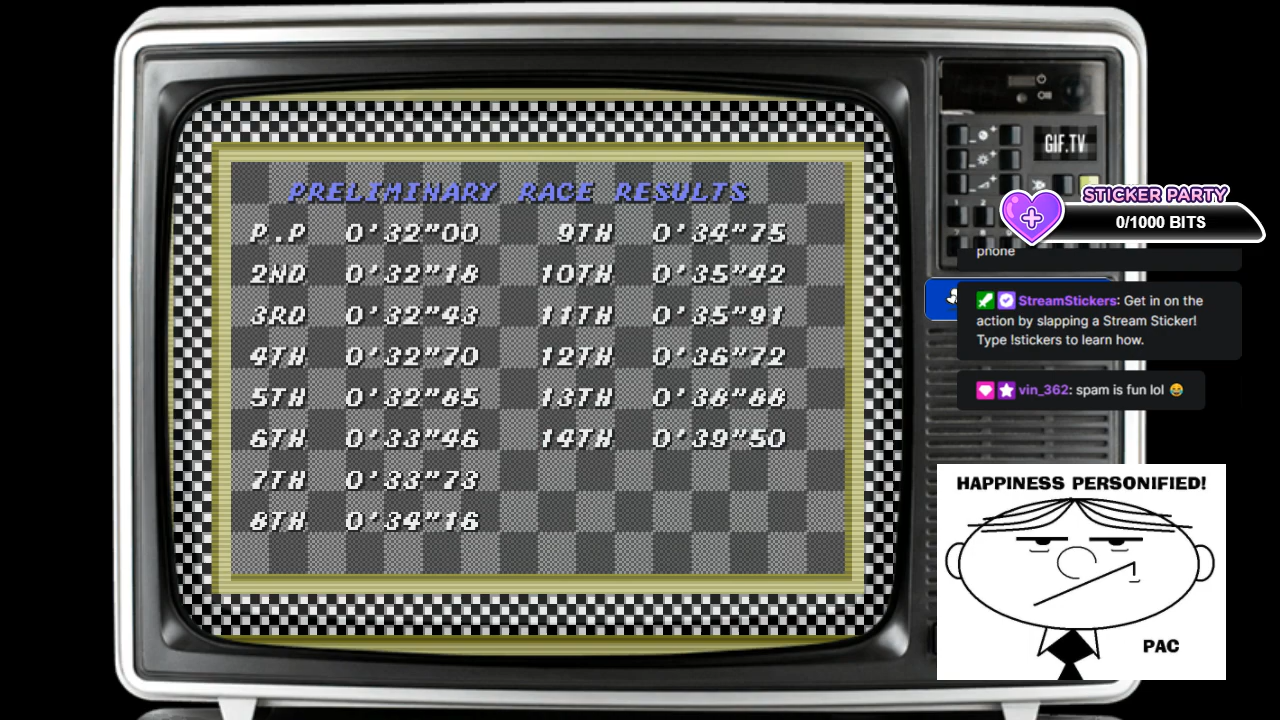 PRELIMINARY RACE RESULTS
P.P 0'32"00 9TH 0'34"75
2ND 0'32"18 10TH 0'35"42
3RD 0'32"43 11TH 0'35"91
4TH 0'32"70 12TH 0'36"72
5TH 0'32"85 13TH 0'38"88
6TH 0'33"46 14TH 0'39"50
7TH 0'33"73
8TH 0'34"16
GIF.TV
STICKER PARTY
0/1000 BITS
phone
StreamStickers: Get in on the
action by slapping a Stream Sticker!
Type !stickers to learn how.
vin_362: spam is fun lol 😂
HAPPINESS PERSONIFIED!
PAC